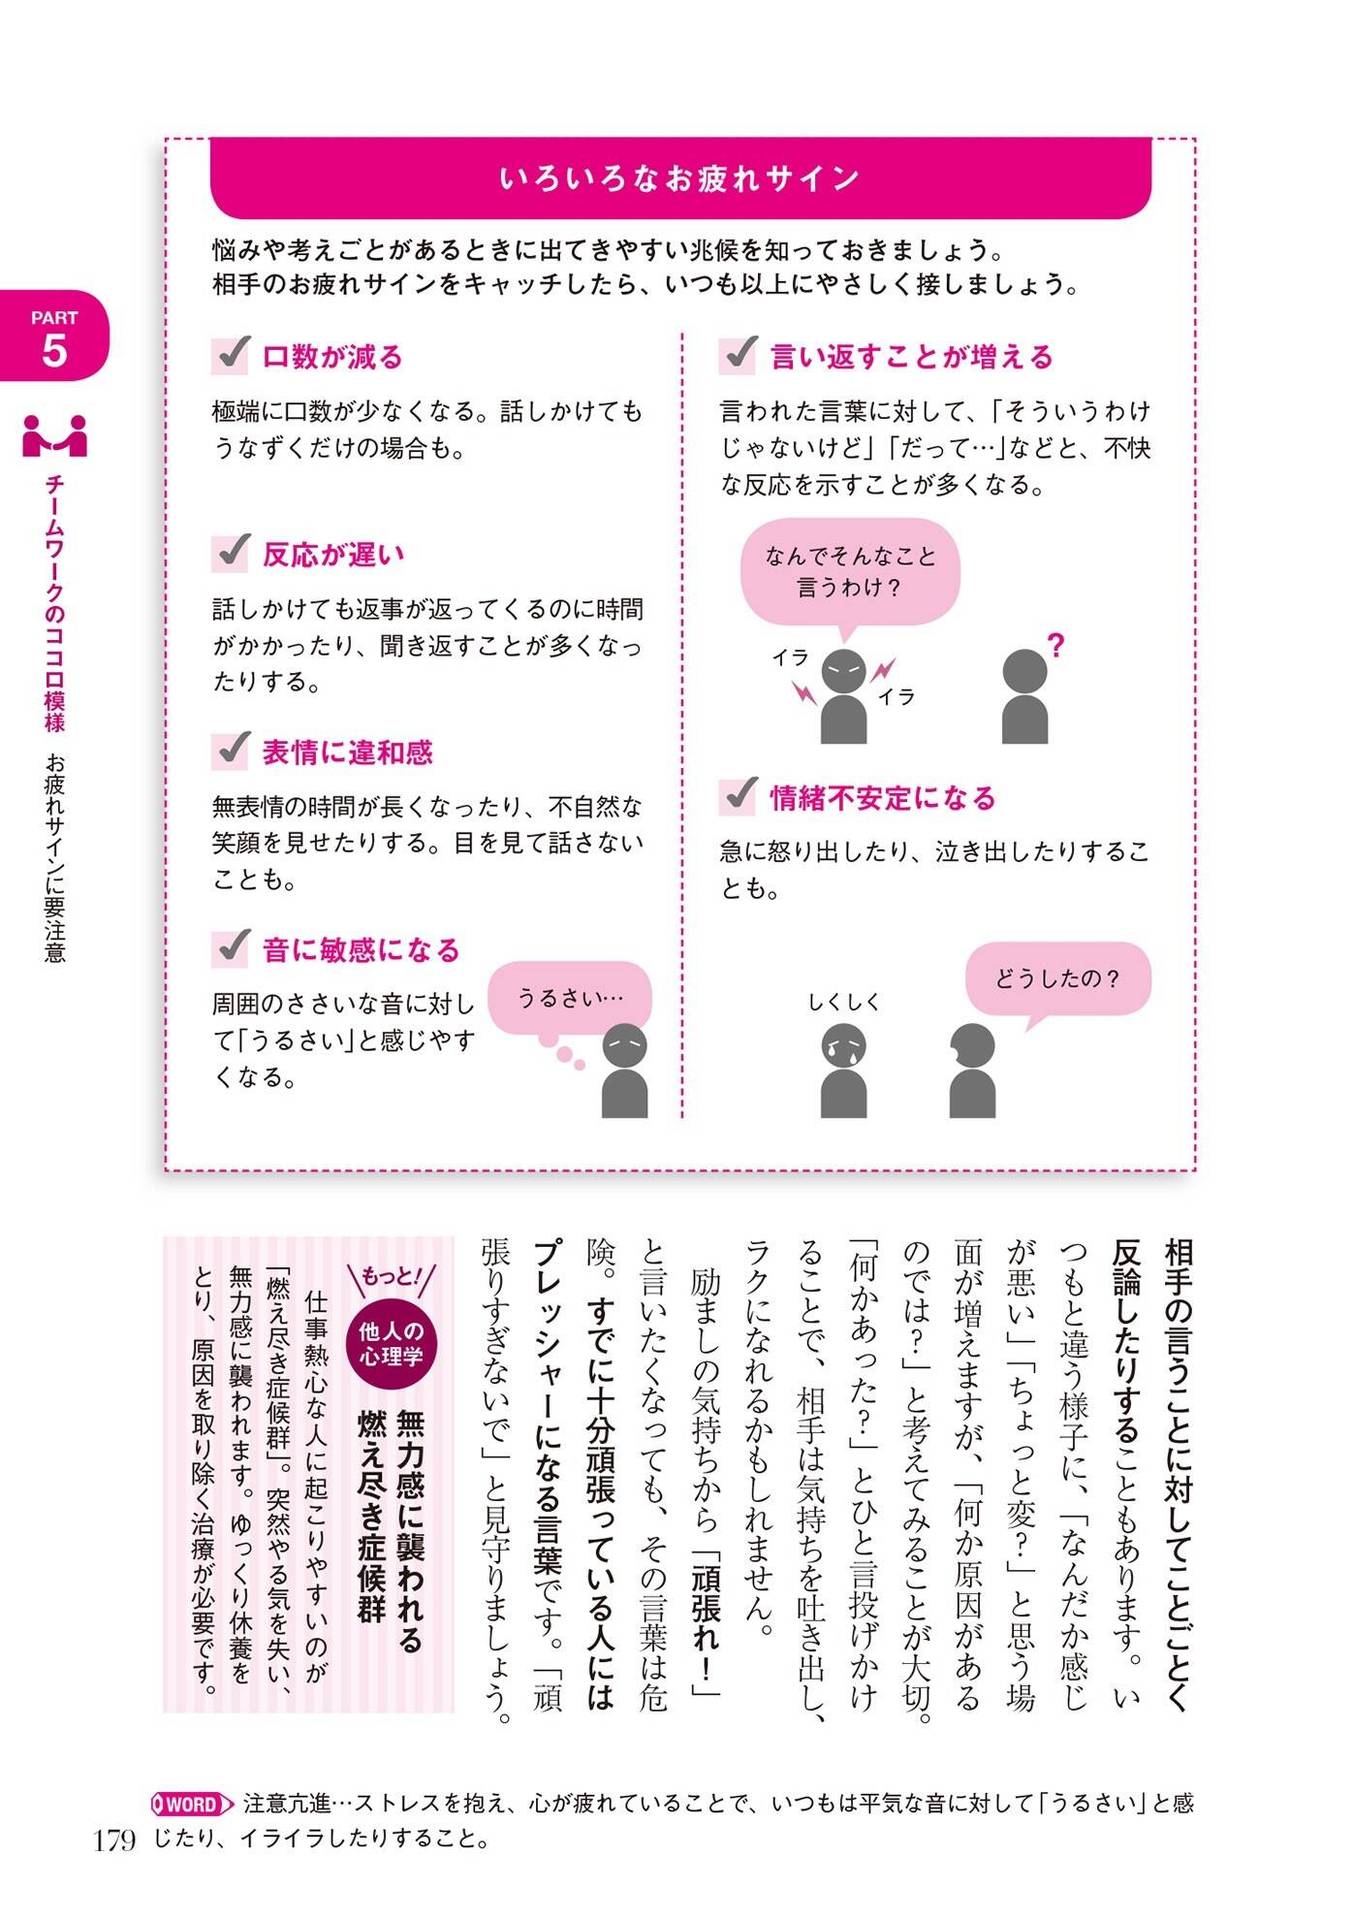 いろいろなお疲れサイン
悩みや考えごとがあるときに出てきやすい兆候を知っておきましょう。
相手のお疲れサインをキャッチしたら、いつも以上にやさしく接しましょう。
口数が減る
極端に口数が少なくなる。話しかけても
うなずくだけの場合も。
反応が遅い
話しかけても返事が返ってくるのに時間
がかかったり、聞き返すことが多くなっ
たりする。
表情に違和感
無表情の時間が長くなったり、不自然な
笑顔を見せたりする。目を見て話さない
ことも。
音に敏感になる
周囲のささいな音に対し
て「うるさい」と感じやす
くなる。
うるさい…
言い返すことが増える
言われた言葉に対して、「そういうわけ
じゃないけど」「だって…」などと、不快
な反応を示すことが多くなる。
なんでそんなこと
言うわけ？
イラ
イラ
?
情緒不安定になる
急に怒り出したり、泣き出したりするこ
とも。
しくしく
どうしたの？
PART
5
チームワークのココロ模様 お疲れサインに要注意
相手の言うことに対してことごとく
反論したりすることもあります。い
つもと違う様子に、「なんだか感じ
が悪い」「ちょっと変？」と思う場
面が増えますが、「何か原因がある
のでは？」と考えてみることが大切。
「何かあった？」とひと言投げかけ
ることで、相手は気持ちを吐き出し、
ラクになれるかもしれません。
励ましの気持ちから「頑張れ！」
と言いたくなっても、その言葉は危
険。すでに十分頑張っている人には
プレッシャーになる言葉です。「頑
張りすぎないで」と見守りましょう。
もっと！
他人の
心理学
無力感に襲われる
燃え尽き症候群
仕事熱心な人に起こりやすいのが
「燃え尽き症候群」。突然やる気を失い、
無力感に襲われます。ゆっくり休養を
とり、原因を取り除く治療が必要です。
WORD 注意亢進…ストレスを抱え、心が疲れていることで、いつもは平気な音に対して「うるさい」と感
じたり、イライラしたりすること。
179